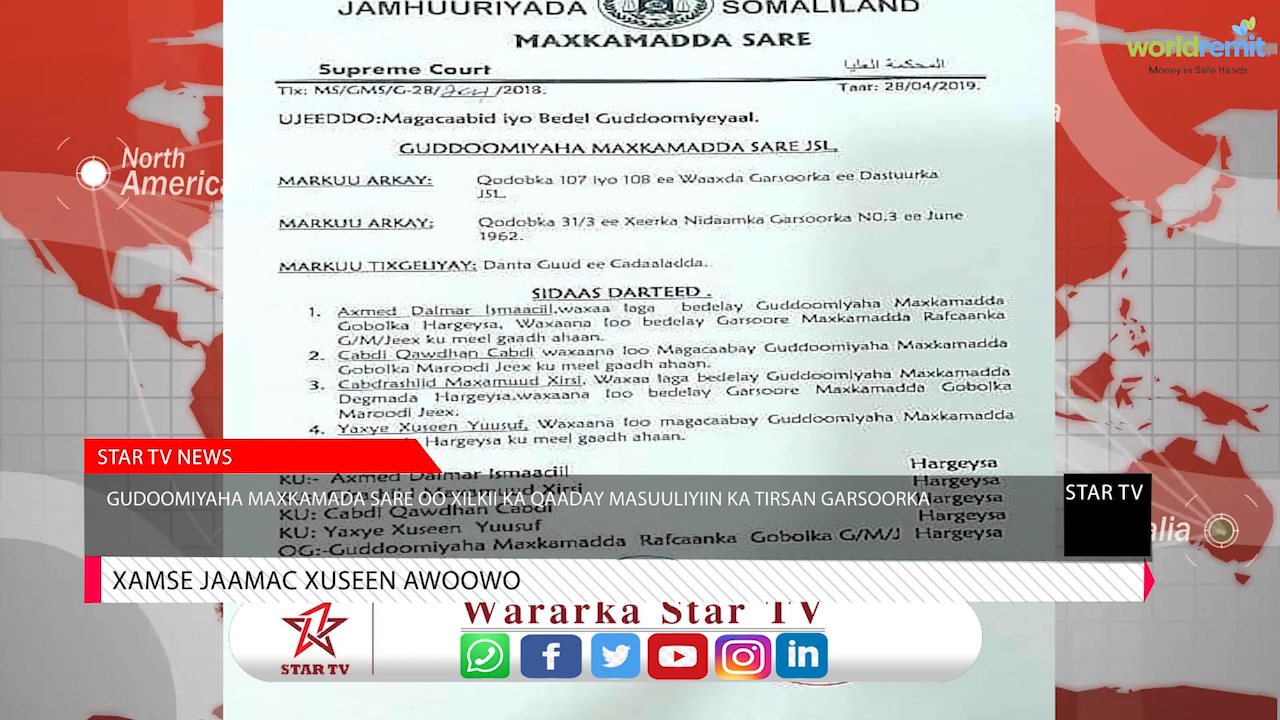 JAMHUURIYADA SOMALILAND
MAXKAMADDA SARE
Supreme Court
المحكمة العليا
worldremit
Money in Safe Hands
Tix: MS/GMS/G-28/ /2018.
Taar: 28/04/2019.
UJEEDDO:Magacaabid iyo Bedel Guddoomiyeyaal.
GUDDOOMIYAHA MAXKAMADDA SARE JSL,
North
America
MARKUU ARKAY: Qodobka 107 iyo 108 ee Waaxda Garsoorka ee Dastuurka
JSL.
MARKUU ARKAY: Qodobka 31/3 ee Xeerka Nidaamka Garsoorka N0.3 ee June
1962.
MARKUU TIXGELIYAY: Danta Guud ee Cadaaladda.
SIDAAS DARTEED .
1. Axmed Dalmar Ismaaciil,waxaa laga bedelay Guddoomiyaha Maxkamadda
Gobolka Hargeysa, Waxaana loo bedelay Garsoore Maxkamadda Rafcaanka
G/M/Jeex ku meel gaadh ahaan.
2. Cabdi Qawdhan Cabdi waxaana loo Magacaabay Guddoomiyaha Maxkamadda
Gobolka Maroodi Jeex ku meel gaadh ahaan.
3. Cabdrashiid Maxamuud Xirsi, Waxaa laga bedelay Guddoomiyaha Maxkamadda
Degmada Hargeysa,waxaana loo bedelay Garsoore Maxkamadda Gobolka
Maroodi Jeex.
4. Yaxye Xuseen Yuusuf, Waxaana loo magacaabay Guddoomiyaha Maxkamadda
Hargeysa ku meel gaadh ahaan.
STAR TV NEWS
KU:- Axmed Dalmar Ismaaciil Hargeysa
Xirsi Hargeysa
GUDOOMIYAHA MAXKAMADA SARE OO XILKII KA QAADAY MASUULIYIIN KA TIRSAN GARSOORKA
STAR TV
KU: Cabdi Qawdhan Cabdi Hargeysa
KU: Yaxye Xuseen Yuusuf Hargeysa
OG:-Guddoomiyaha Maxkamadda Rafcaanka Gobolka G/M/J Hargeysa
alia
XAMSE JAAMAC XUSEEN AWOOWO
Wararka Star TV
STAR TV